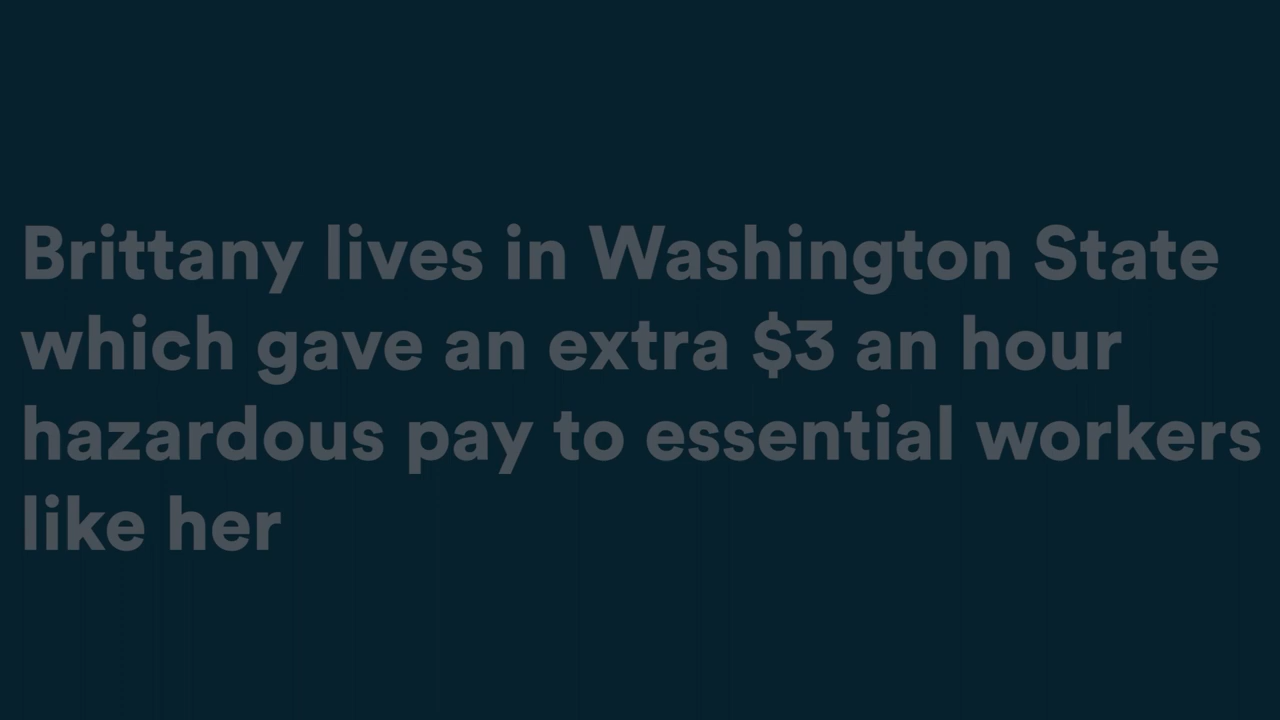 Brittany lives in Washington State
which gave an extra $3 an hour
hazardous pay to essential workers
like her